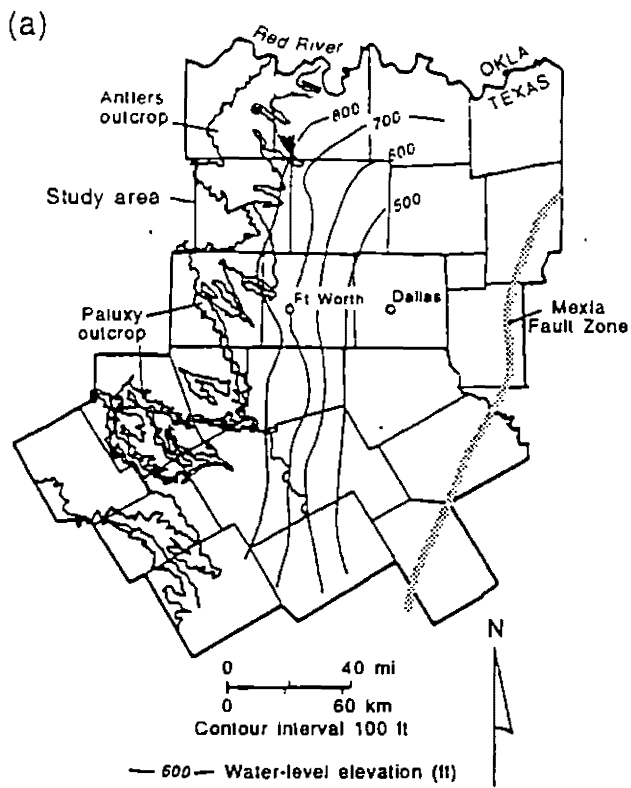 (a)
Red River
OKLA
TEXAS
Antlers
outcrop
800
700
600
500
Study area
Ft Worth
Dallas
Paluxy
outcrop
Mexia
Fault Zone
N
0 40 mi
0 60 km
Contour interval 100 ft
— 600 — Water-level elevation (ft)